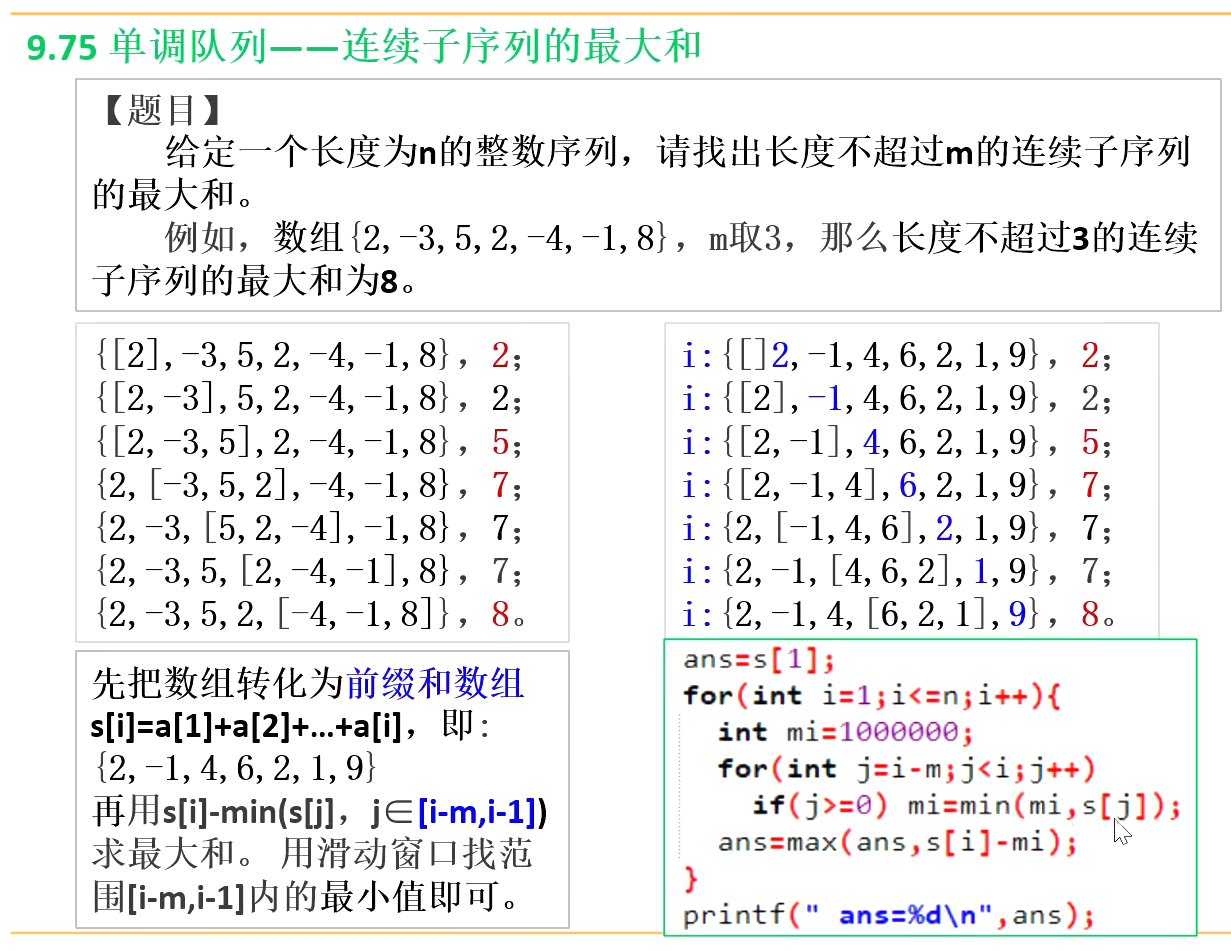 9.75 单调队列——连续子序列的最大和
【题目】
给定一个长度为n的整数序列，请找出长度不超过m的连续子序列
的最大和。
例如，数组{2,-3,5,2,-4,-1,8}，m取3，那么长度不超过3的连续
子序列的最大和为8。
{[2],-3,5,2,-4,-1,8}，2；
{[2,-3],5,2,-4,-1,8}，2；
{[2,-3,5],2,-4,-1,8}，5；
{2,[-3,5,2],-4,-1,8}，7；
{2,-3,[5,2,-4],-1,8}，7；
{2,-3,5,[2,-4,-1],8}，7；
{2,-3,5,2,[-4,-1,8]}，8。
先把数组转化为前缀和数组
s[i]=a[1]+a[2]+…+a[i]，即：
{2,-1,4,6,2,1,9}
再用s[i]-min(s[j]，j∈[i-m,i-1])
求最大和。 用滑动窗口找范
围[i-m,i-1]内的最小值即可。
i:{[]2,-1,4,6,2,1,9}，2；
i:{[2],-1,4,6,2,1,9}，2；
i:{[2,-1],4,6,2,1,9}，5；
i:{[2,-1,4],6,2,1,9}，7；
i:{2,[-1,4,6],2,1,9}，7；
i:{2,-1,[4,6,2],1,9}，7；
i:{2,-1,4,[6,2,1],9}，8。
ans=s[1];
for(int i=1;i<=n;i++){
int mi=1000000;
for(int j=i-m;j<i;j++)
if(j>=0) mi=min(mi,s[j]);
ans=max(ans,s[i]-mi);
}
printf(" ans=%d\n",ans);